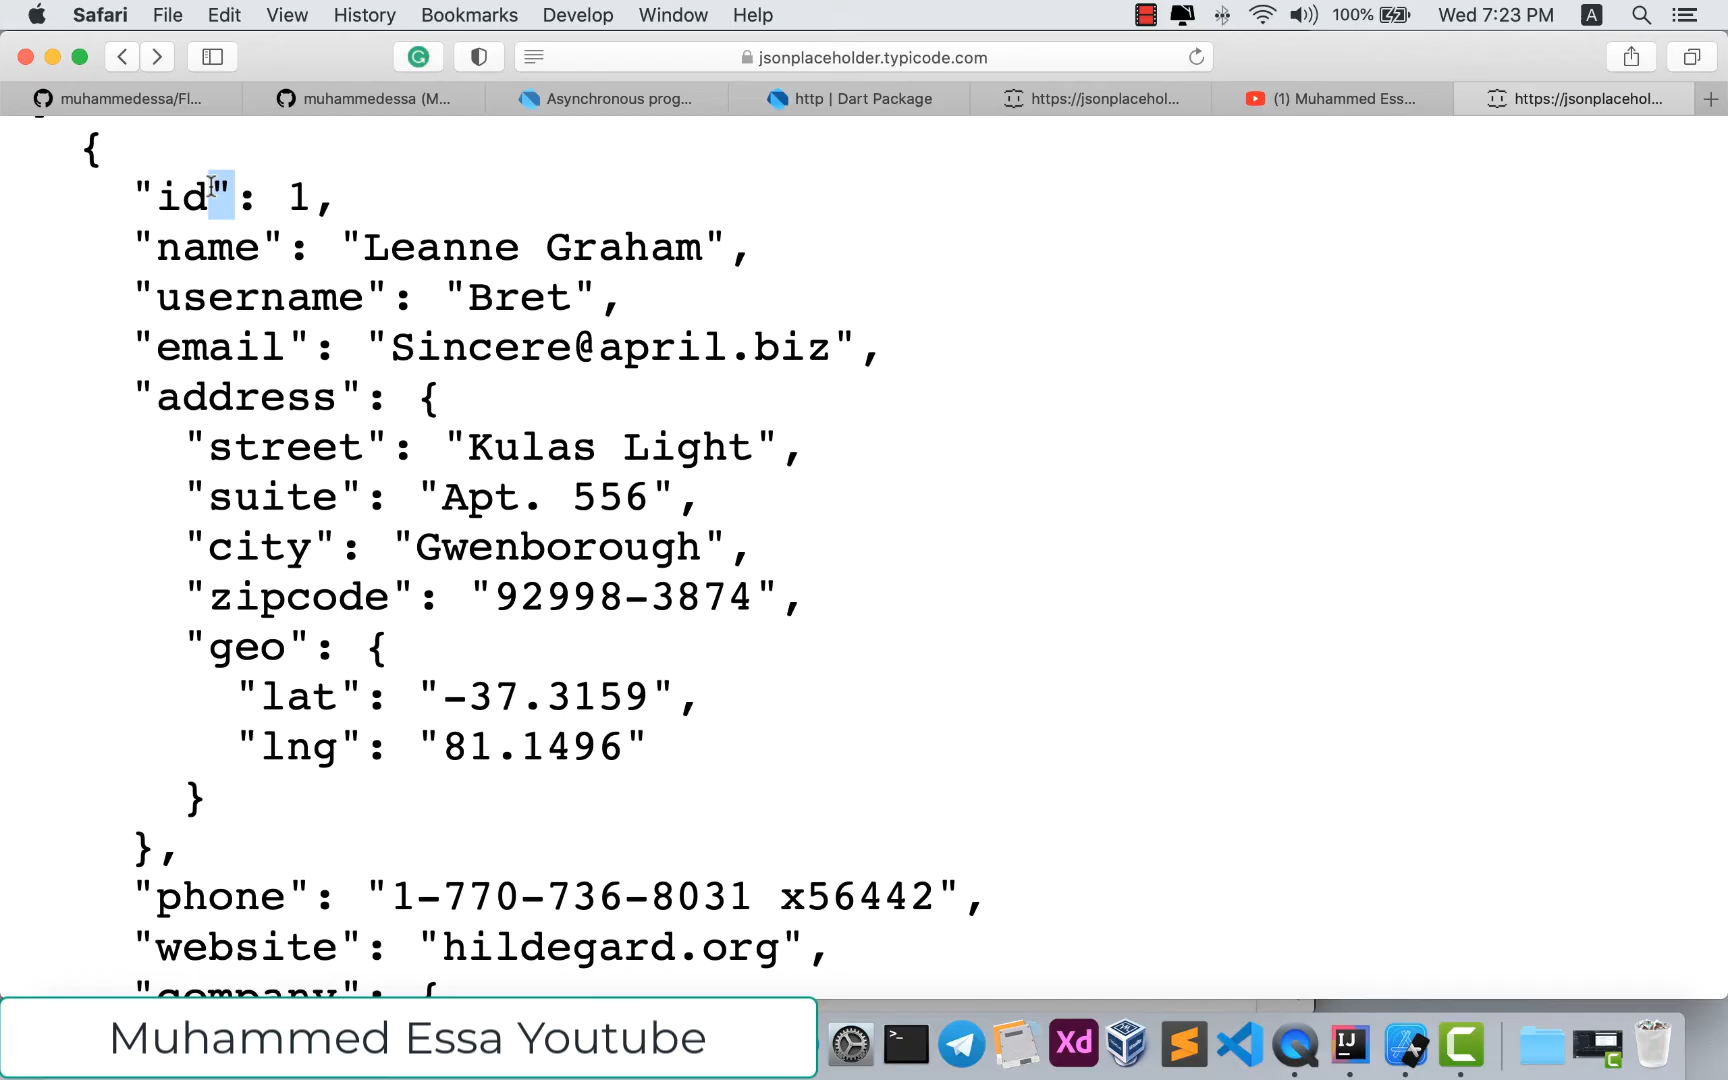 Safari File Edit View History Bookmarks Develop Window Help 100% Wed 7:23 PM A
jsonplaceholder.typicode.com
muhammedessa/Fl... muhammedessa (M... Asynchronous prog... http | Dart Package https://jsonplacehol... (1) Muhammed Ess... https://jsonplacehol...
{
"id": 1,
"name": "Leanne Graham",
"username": "Bret",
"email": "Sincere@april.biz",
"address": {
"street": "Kulas Light",
"suite": "Apt. 556",
"city": "Gwenborough",
"zipcode": "92998-3874",
"geo": {
"lat": "-37.3159",
"lng": "81.1496"
}
},
"phone": "1-770-736-8031 x56442",
"website": "hildegard.org",
"company": {
Muhammed Essa Youtube
Xd
IJ